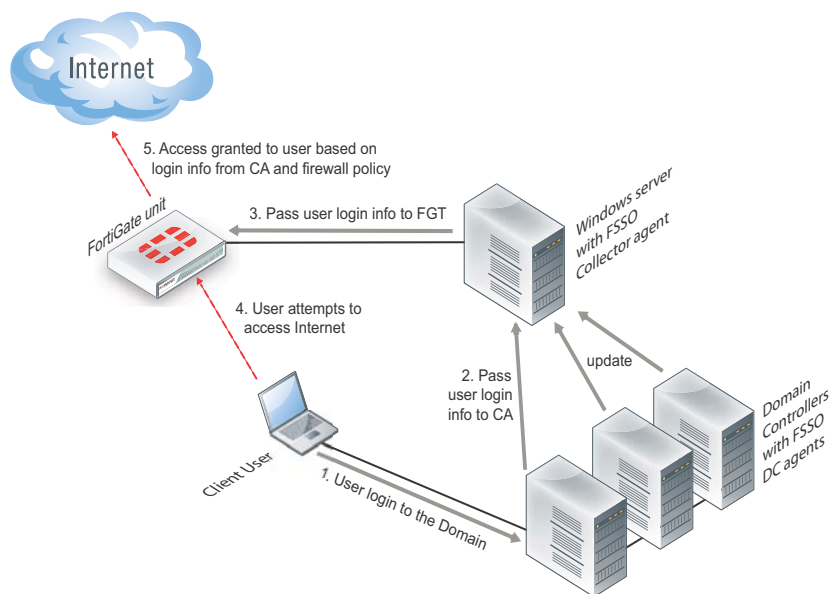 Internet
5. Access granted to user based on
login info from CA and firewall policy
FortiGate unit
3. Pass user login info to FGT
Windows server
with FSSO
Collector agent
4. User attempts to
access Internet
2. Pass
user login
info to CA
update
Domain
Controllers
with FSSO
DC agents
Client User
1. User login to the Domain